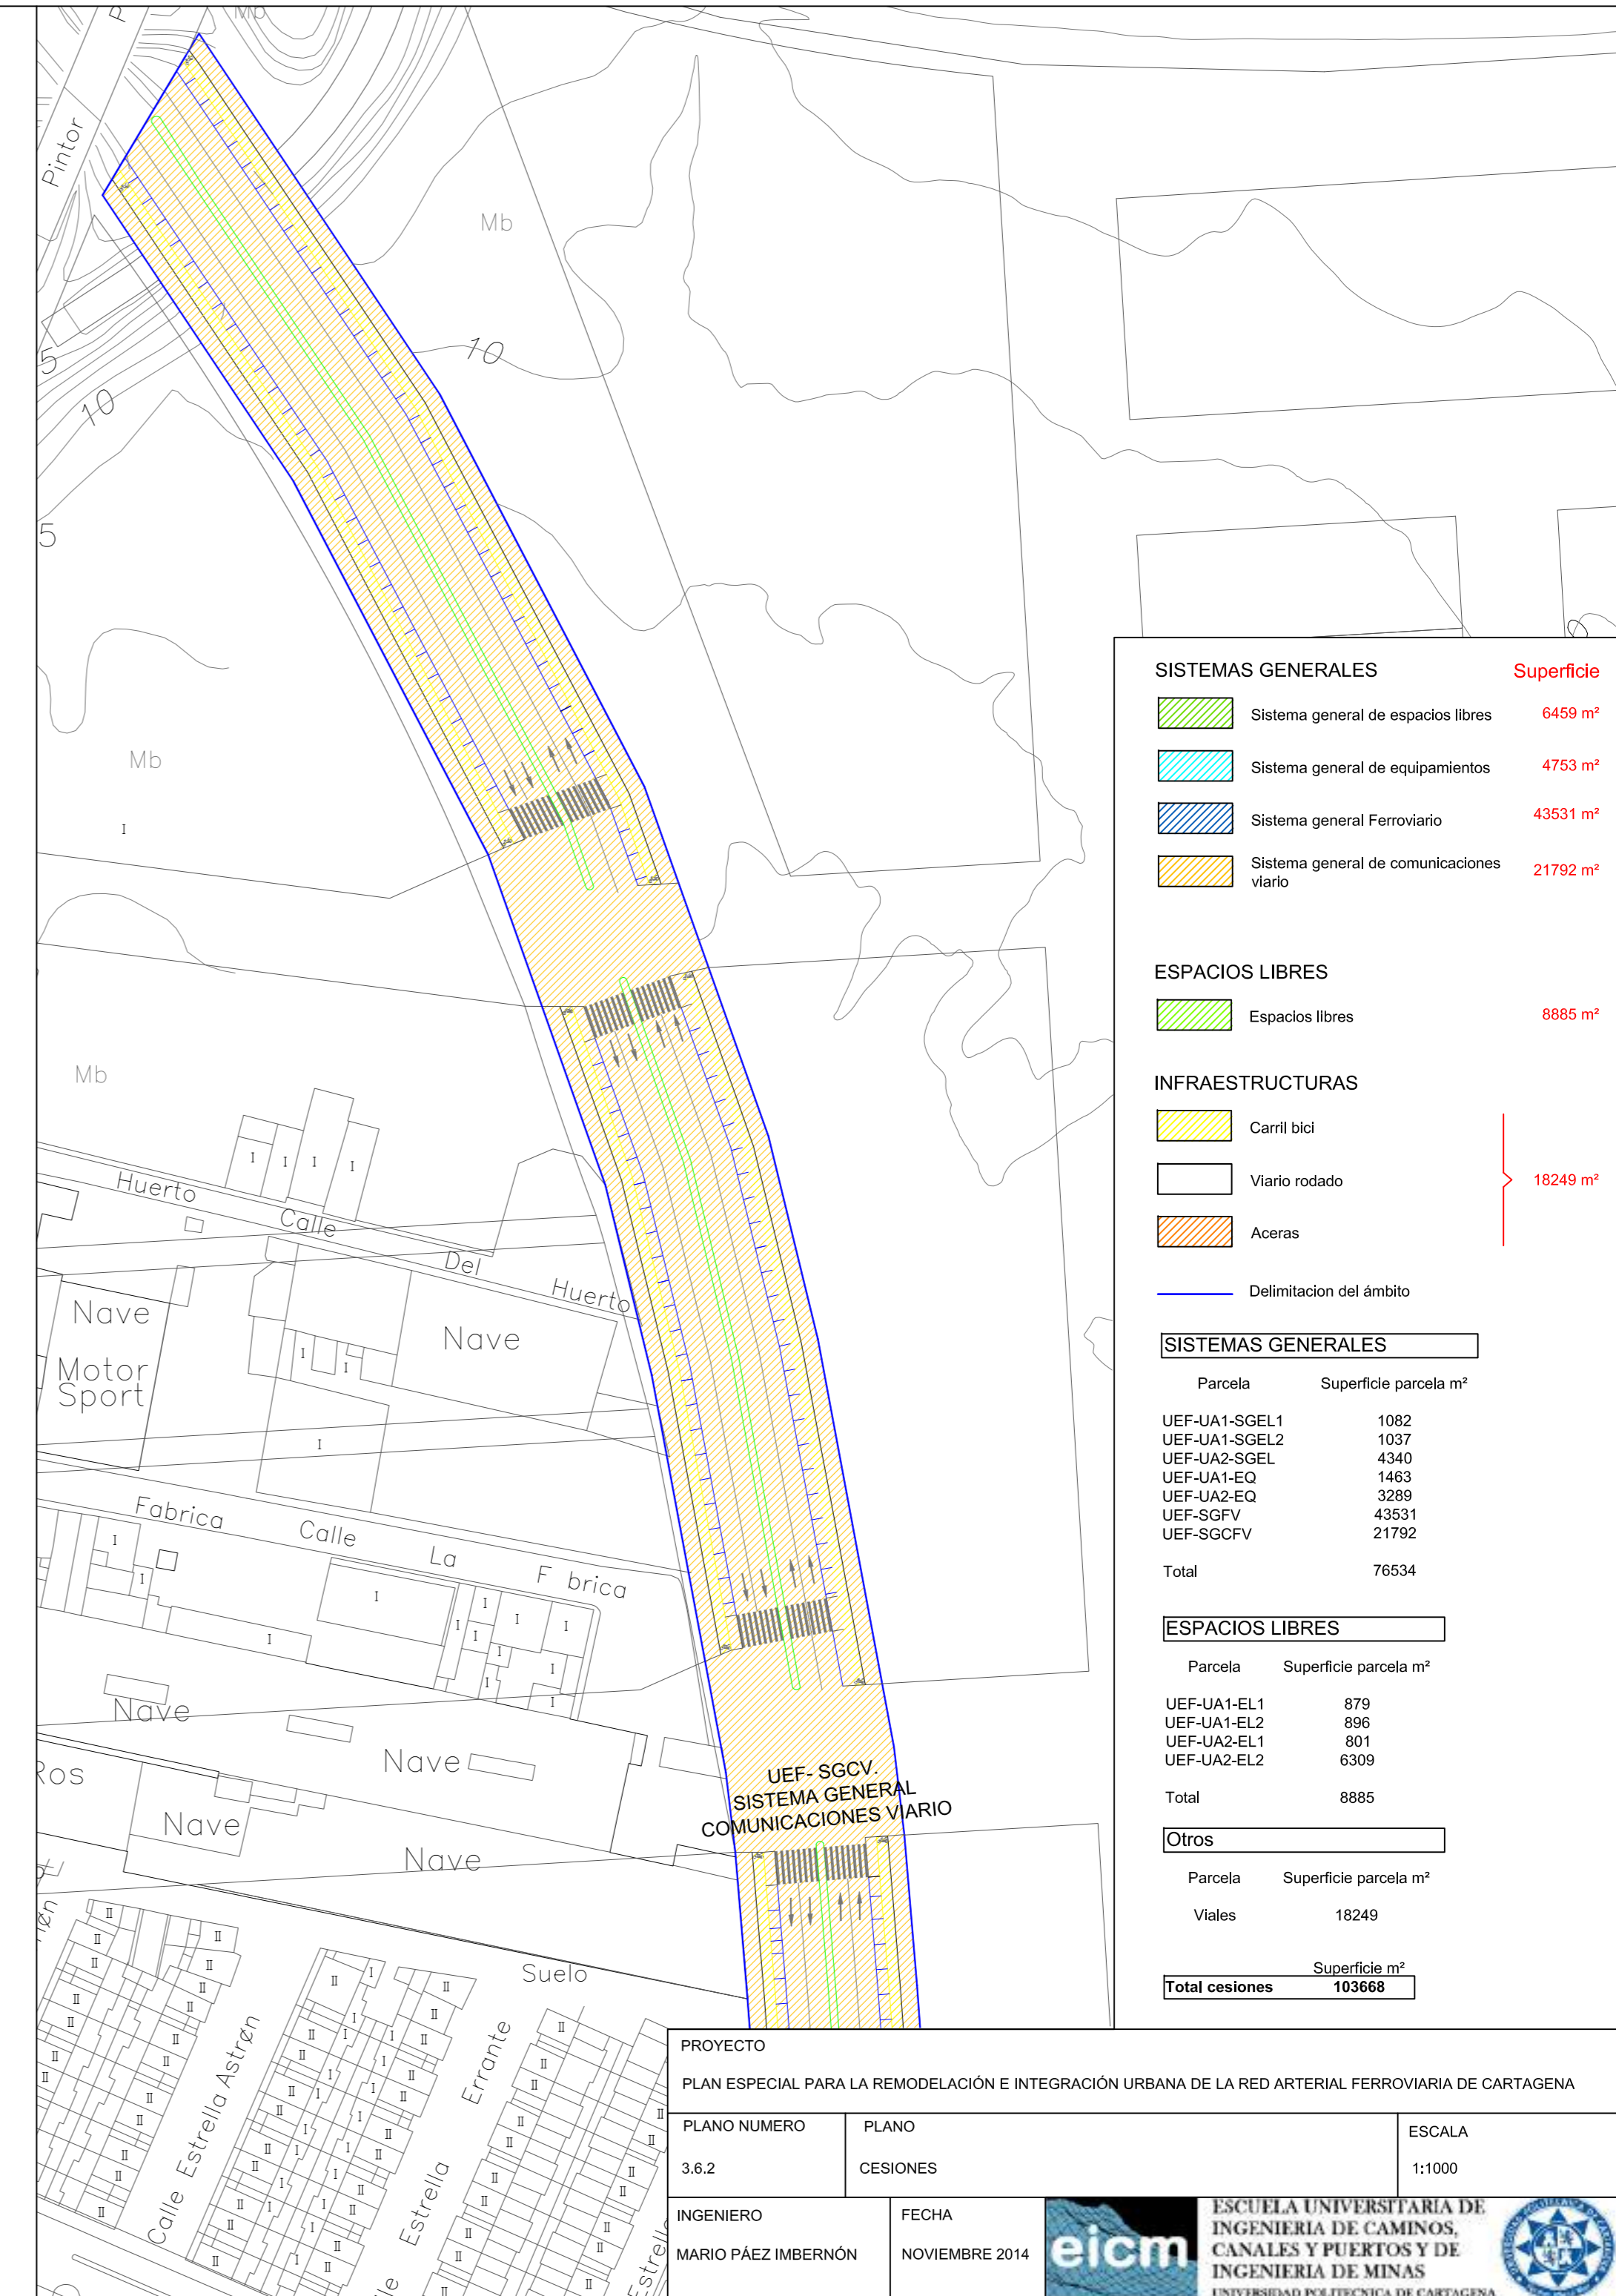 Mb
P
Pintor
Mb
10
5
10
5
Mb
I
Mb
I I I I
Huerto
Calle
Del
Huerto
Nave
Nave
Motor
Sport
I I
I
Fabrica
Calle
La
F brica
I
I
I
I
I
I
I
I
I
I
I
I
I
I
Nave
Nave
Ros
Nave
Nave
UEF- SGCV.
SISTEMA GENERAL
COMUNICACIONES VIARIO
Suelo
Calle Estrella Astrøn
Estrella Errante
SISTEMAS GENERALES Superficie
Sistema general de espacios libres 6459 m²
Sistema general de equipamientos 4753 m²
Sistema general Ferroviario 43531 m²
Sistema general de comunicaciones
viario 21792 m²
ESPACIOS LIBRES
Espacios libres 8885 m²
INFRAESTRUCTURAS
Carril bici
Viario rodado 18249 m²
Aceras
Delimitacion del ámbito
SISTEMAS GENERALES
Parcela Superficie parcela m²
UEF-UA1-SGEL1 1082
UEF-UA1-SGEL2 1037
UEF-UA2-SGEL 4340
UEF-UA1-EQ 1463
UEF-UA2-EQ 3289
UEF-SGFV 43531
UEF-SGCFV 21792
Total 76534
ESPACIOS LIBRES
Parcela Superficie parcela m²
UEF-UA1-EL1 879
UEF-UA1-EL2 896
UEF-UA2-EL1 801
UEF-UA2-EL2 6309
Total 8885
Otros
Parcela Superficie parcela m²
Viales 18249
Superficie m²
Total cesiones 103668
PROYECTO
PLAN ESPECIAL PARA LA REMODELACIÓN E INTEGRACIÓN URBANA DE LA RED ARTERIAL FERROVIARIA DE CARTAGENA
PLANO NUMERO
3.6.2
PLANO
CESIONES
ESCALA
1:1000
INGENIERO
MARIO PÁEZ IMBERNÓN
FECHA
NOVIEMBRE 2014
eicm
ESCUELA UNIVERSITARIA DE
INGENIERIA DE CAMINOS,
CANALES Y PUERTOS Y DE
INGENIERIA DE MINAS
UNIVERSIDAD POLITECNICA DE CARTAGENA